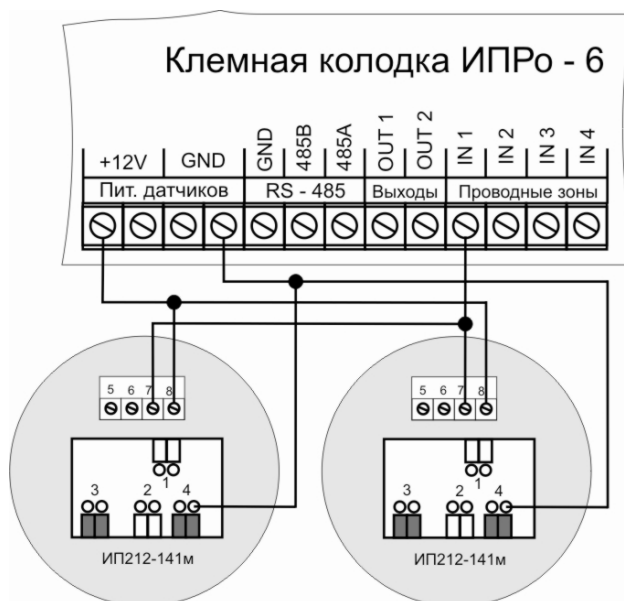 Клемная колодка ИПРо - 6
+12V GND GND 485B 485A OUT 1 OUT 2 IN 1 IN 2 IN 3 IN 4
Пит. датчиков RS - 485 Выходы Проводные зоны
5 6 7 8
1
3 2 4
ИП212-141м
5 6 7 8
1
3 2 4
ИП212-141м